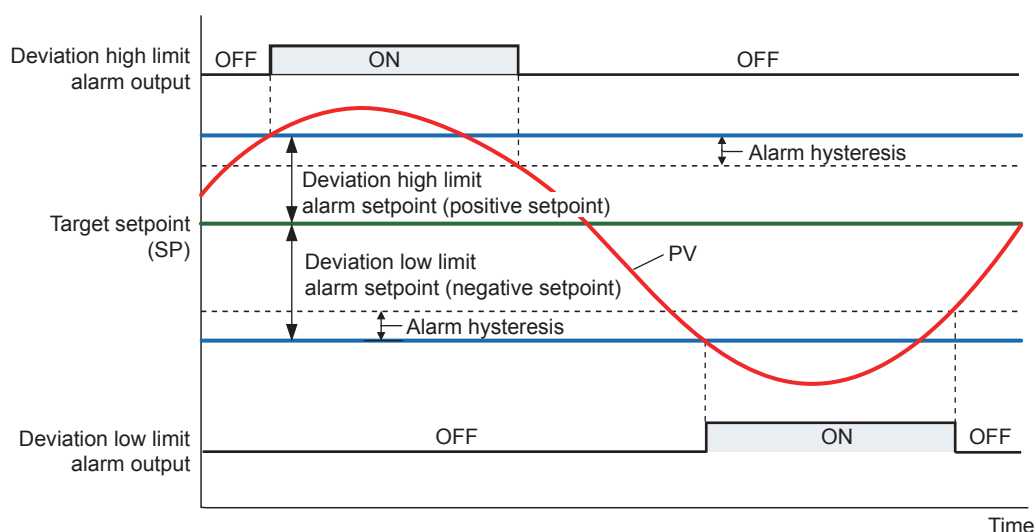 Deviation high limit
alarm output
OFF
ON
OFF
Alarm hysteresis
Deviation high limit
alarm setpoint (positive setpoint)
Target setpoint
(SP)
Deviation low limit
alarm setpoint (negative setpoint)
PV
Alarm hysteresis
Deviation low limit
alarm output
OFF
ON
OFF
Time